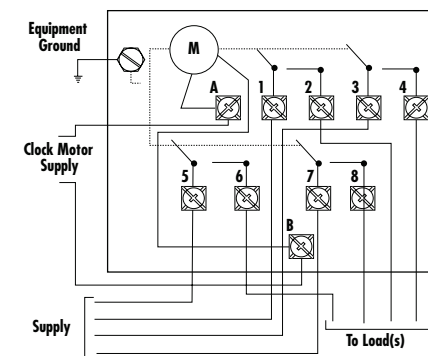 Equipment
Ground
M
A
1
2
3
4
Clock Motor
Supply
5
6
7
8
B
Supply
To Load(s)